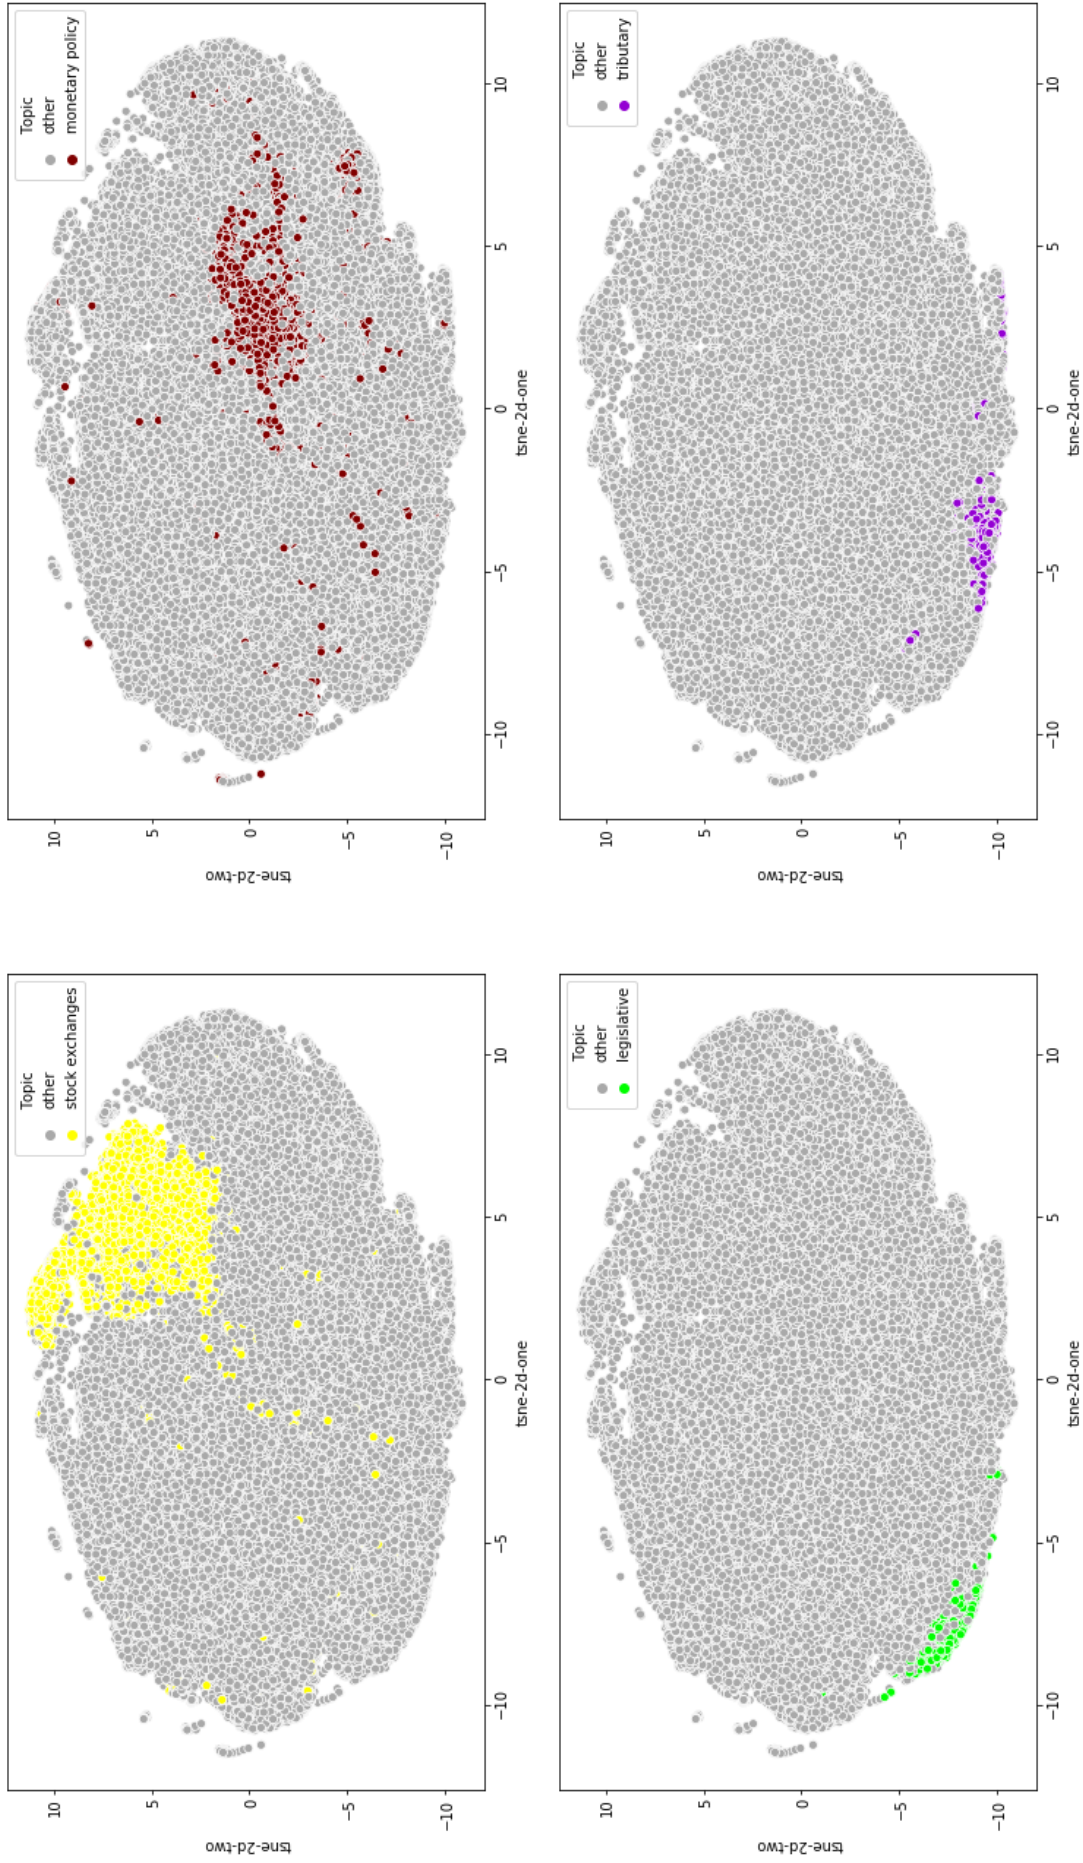 Topic
other
stock exchanges
10
5
0
−5
−10
tsne-2d-two
−10
−5
0
5
10
tsne-2d-one
Topic
other
monetary policy
10
5
0
−5
−10
tsne-2d-two
−10
−5
0
5
10
tsne-2d-one
Topic
other
legislative
10
5
0
−5
−10
tsne-2d-two
−10
−5
0
5
10
tsne-2d-one
Topic
other
tributary
10
5
0
−5
−10
tsne-2d-two
−10
−5
0
5
10
tsne-2d-one